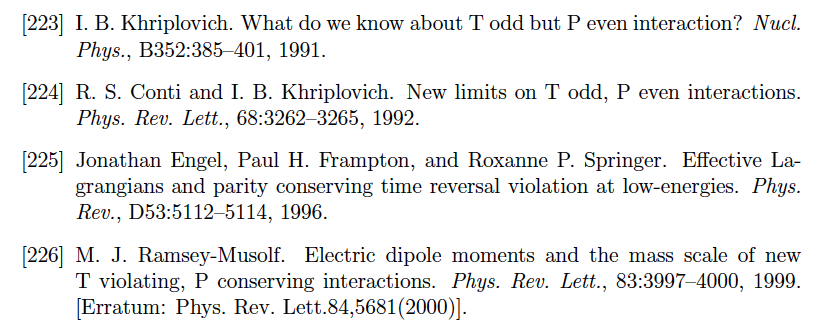 [223] I. B. Khriplovich. What do we know about T odd but P even interaction? Nucl.
Phys., B352:385–401, 1991.
[224] R. S. Conti and I. B. Khriplovich. New limits on T odd, P even interactions.
Phys. Rev. Lett., 68:3262–3265, 1992.
[225] Jonathan Engel, Paul H. Frampton, and Roxanne P. Springer. Effective La-
grangians and parity conserving time reversal violation at low-energies. Phys.
Rev., D53:5112–5114, 1996.
[226] M. J. Ramsey-Musolf. Electric dipole moments and the mass scale of new
T violating, P conserving interactions. Phys. Rev. Lett., 83:3997–4000, 1999.
[Erratum: Phys. Rev. Lett.84,5681(2000)].